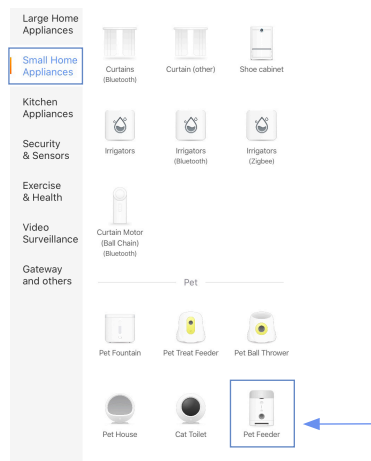 Large Home
Appliances
Small Home
Appliances
Kitchen
Appliances
Security
& Sensors
Exercise
& Health
Video
Surveillance
Gateway
and others
Curtains
(Bluetooth)
Curtain (other)
Shoe cabinet
Irrigators
Irrigators
(Bluetooth)
Irrigators
(Zigbee)
Curtain Motor
(Ball Chain)
(Bluetooth)
Pet
Pet Fountain
Pet Treat Feeder
Pet Ball Thrower
Pet House
Cat Toilet
Pet Feeder